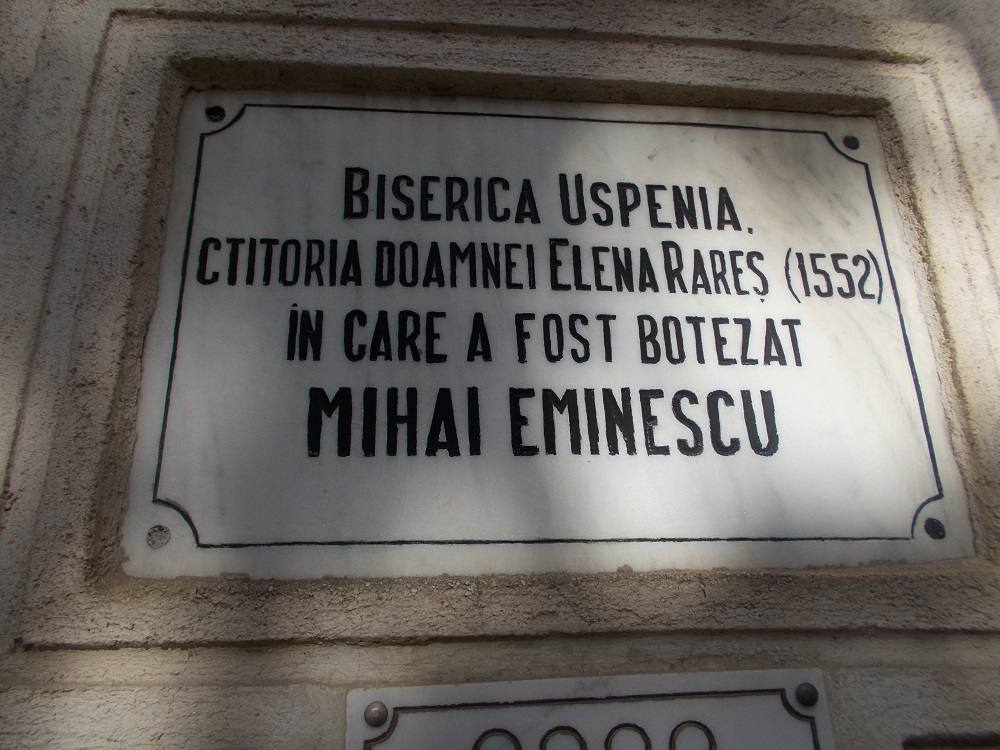 BISERICA USPENIA.
CTITORIA DOAMNEI ELENA RAREȘ (1552)
ÎN CARE A FOST BOTEZAT
MIHAI EMINESCU